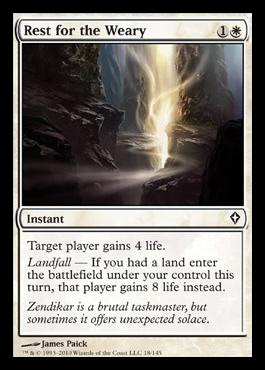 Rest for the Weary 1
Instant
Target player gains 4 life.
Landfall — If you had a land enter
the battlefield under your control this
turn, that player gains 8 life instead.
Zendikar is a brutal taskmaster, but
sometimes it offers unexpected solace.
James Paick
™ & © 1993–2010 Wizards of the Coast LLC 18/145